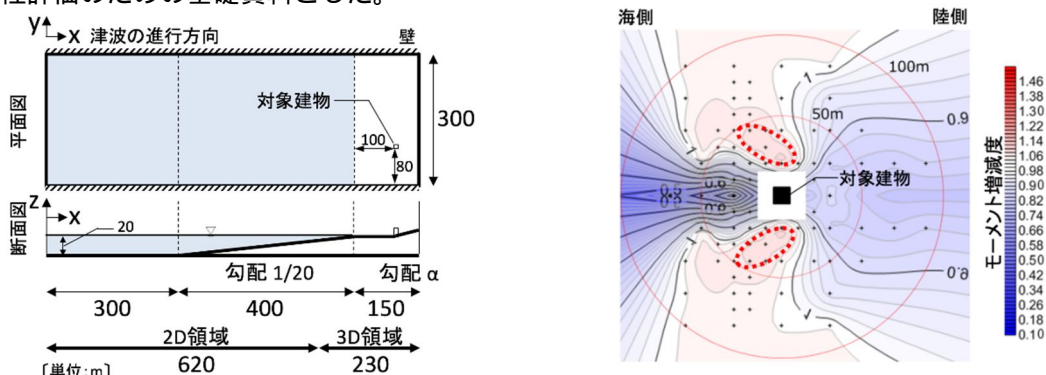 性評価のための基礎資料とした。
y
x 津波の進行方向 壁
平面図
対象建物
100
80
300
断面図
z
x
20
勾配 1/20 勾配 α
300 400 150
2D領域 3D領域
620 230
〔単位:m〕
海側 陸側
100m
50m
1
1
0.9
対象建物
1
1
0.9
モーメント増減度
1.46
1.38
1.30
1.22
1.14
1.06
0.98
0.90
0.82
0.74
0.66
0.58
0.50
0.42
0.34
0.26
0.18
0.10